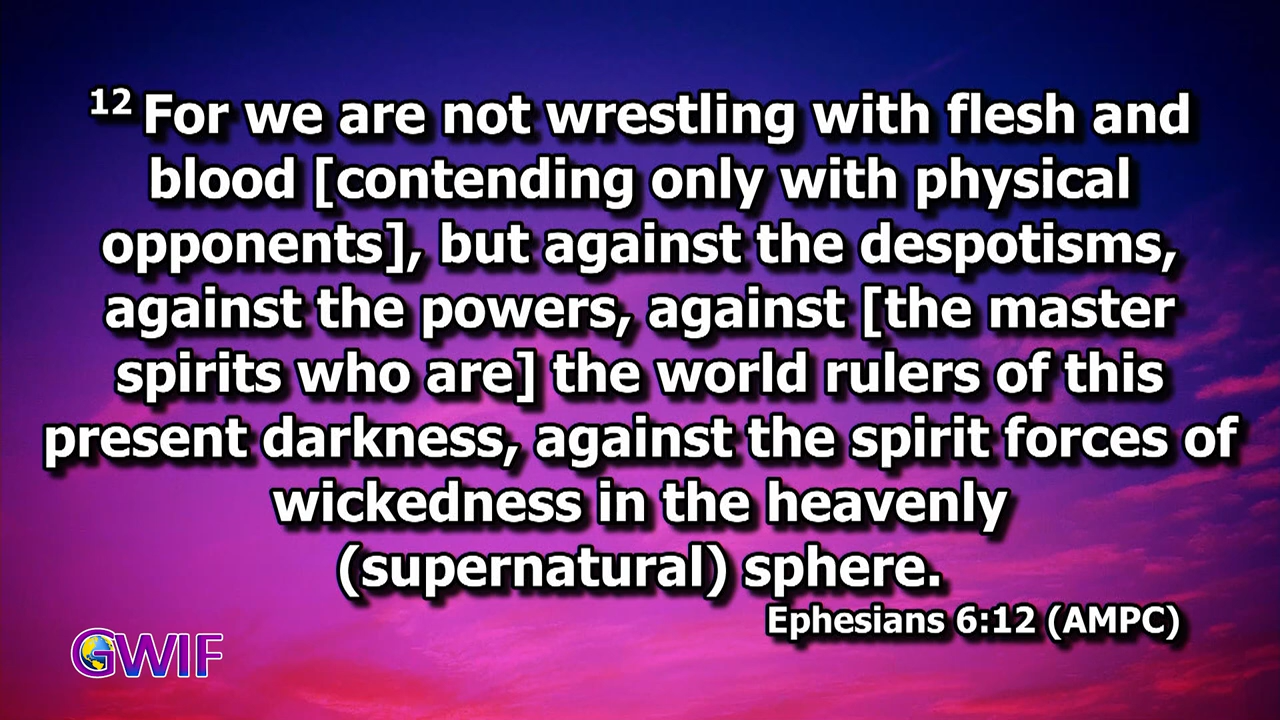 12 For we are not wrestling with flesh and
blood [contending only with physical
opponents], but against the despotisms,
against the powers, against [the master
spirits who are] the world rulers of this
present darkness, against the spirit forces of
wickedness in the heavenly
(supernatural) sphere.
Ephesians 6:12 (AMPC)
GWIF